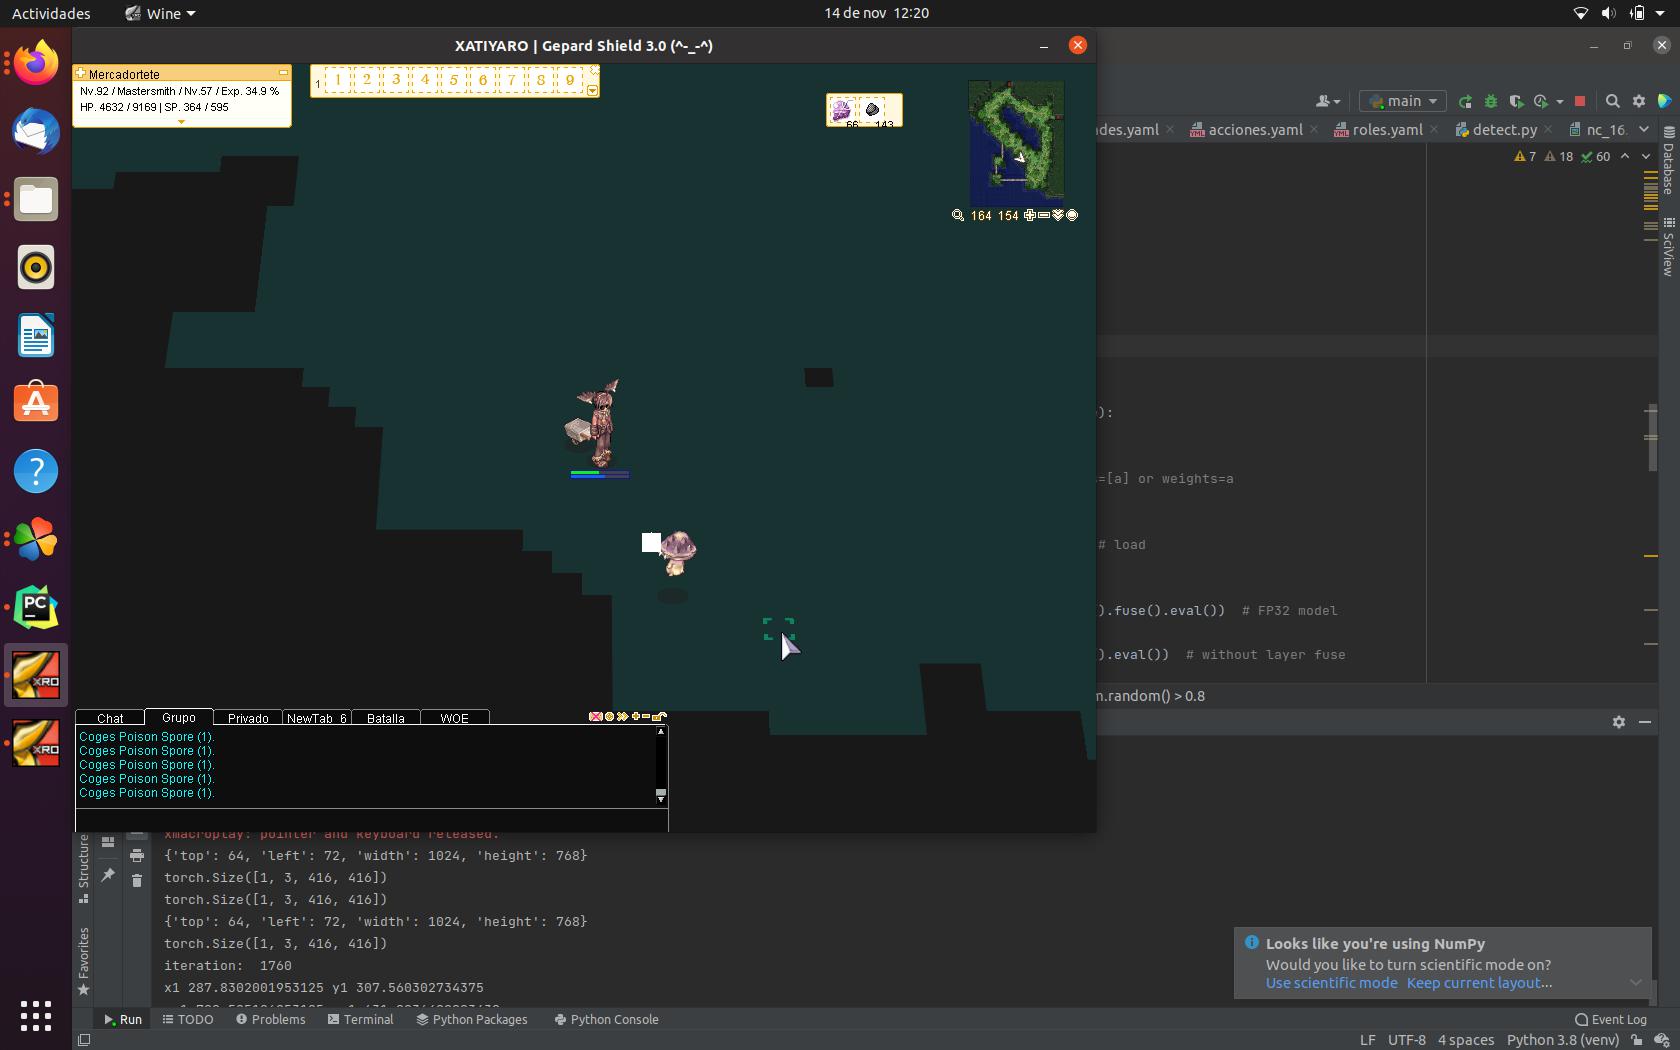 Actividades
Wine
14 de nov 12:20
XATIYARO | Gepard Shield 3.0 (^-_-^)
Mercadortete
Nv.92 / Mastersmith / Nv.57 / Exp. 34.9 %
HP. 4632 / 9169 | SP. 364 / 595
1 1 2 3 4 5 6 7 8 9
66 143
164 154
main
des.yaml
acciones.yaml
roles.yaml
detect.py
nc_16.
7 18 60
Database
SciView
):
=[a] or weights=a
# load
).fuse().eval()) # FP32 model
).eval()) # without layer fuse
m.random() > 0.8
Chat Grupo Privado NewTab_6 Batalla WOE
Coges Poison Spore (1).
Coges Poison Spore (1).
Coges Poison Spore (1).
Coges Poison Spore (1).
Coges Poison Spore (1).
xmacroplay: pointer and Keyboard released.
{'top': 64, 'left': 72, 'width': 1024, 'height': 768}
torch.Size([1, 3, 416, 416])
torch.Size([1, 3, 416, 416])
{'top': 64, 'left': 72, 'width': 1024, 'height': 768}
torch.Size([1, 3, 416, 416])
iteration:  1760
x1 287.8302001953125 y1 307.560302734375
Structure
Favorites
Looks like you're using NumPy
Would you like to turn scientific mode on?
Use scientific mode Keep current layout...
Run TODO Problems Terminal Python Packages Python Console
Event Log
LF UTF-8 4 spaces Python 3.8 (venv)
PC
XRO
XRO